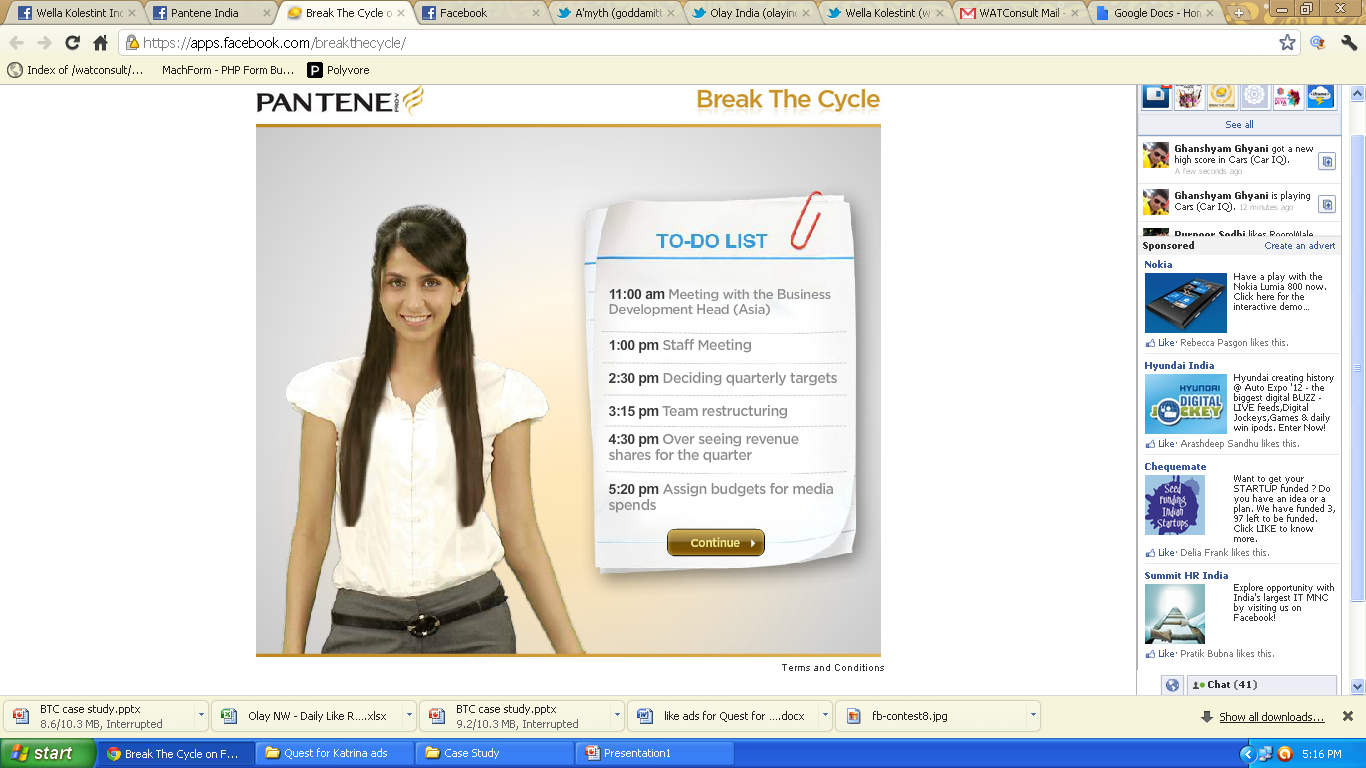 Wella Kolestint Ind
Pantene India
Break The Cycle o
Facebook
A'myth (goddamit
Olay India (olayin
Wella Kolestint (w
WATConsult Mail -
Google Docs - Hon
https://apps.facebook.com/breakthecycle/
Index of /watconsult/...
MachForm - PHP Form Bu...
Polyvore
PANTENE PRO-V
Break The Cycle
TO-DO LIST
11:00 am Meeting with the Business
Development Head (Asia)
1:00 pm Staff Meeting
2:30 pm Deciding quarterly targets
3:15 pm Team restructuring
4:30 pm Over seeing revenue
shares for the quarter
5:20 pm Assign budgets for media
spends
Continue
Terms and Conditions
See all
Ghanshyam Ghyani got a new
high score in Cars (Car IQ).
A few seconds ago
Ghanshyam Ghyani is playing
Cars (Car IQ). 12 minutes ago
Sponsored
Create an advert
Nokia
Have a play with the
Nokia Lumia 800 now.
Click here for the
interactive demo...
Like · Rebecca Pasgon likes this.
Hyundai India
HYUNDAI
DIGITAL
JOCKEY
Hyundai creating history
@ Auto Expo '12 - the
biggest digital BUZZ -
LIVE feeds,Digital
Jockeys,Games & daily
win ipods. Enter Now!
Like · Arashdeep Sandhu likes this.
Chequemate
Seed
Funding
Indian
Startups
Want to get your
STARTUP funded ? Do
you have an idea or a
plan. We have funded 3,
97 left to be funded.
Click LIKE to know
more.
Like · Delia Frank likes this.
Summit HR India
Explore opportunity with
India's largest IT MNC
by visiting us on
Facebook!
Like · Pratik Bubna likes this.
Chat (41)
BTC case study.pptx
8.6/10.3 MB, Interrupted
Olay NW - Daily Like R....xlsx
BTC case study.pptx
9.2/10.3 MB, Interrupted
like ads for Quest for ....docx
fb-contest8.jpg
Show all downloads...
start
Break The Cycle on F...
Quest for Katrina ads
Case Study
Presentation1
5:16 PM